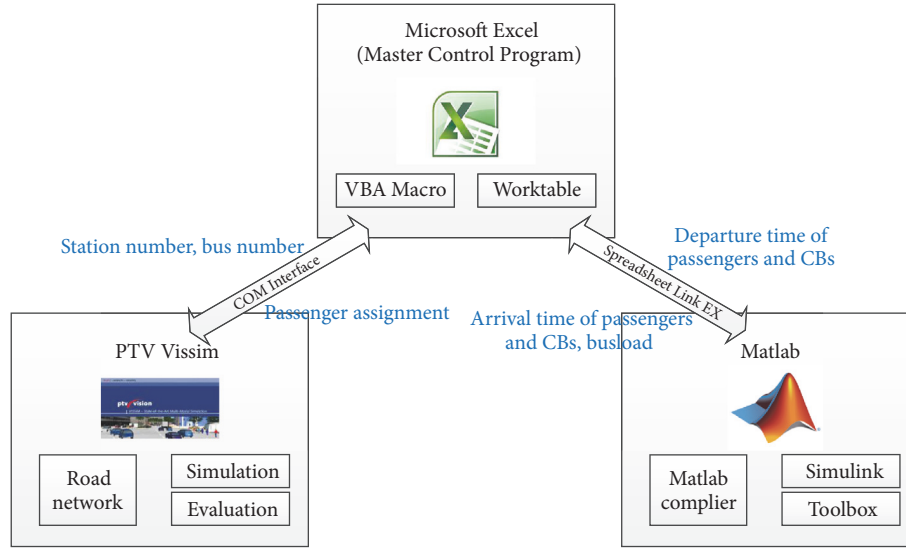 Microsoft Excel
(Master Control Program)
VBA Macro
Worktable
Station number, bus number
COM Interface
Passenger assignment
Departure time of
passengers and CBs
Spreadsheet Link EX
Arrival time of passengers
and CBs, busload
PTV Vissim
ptv vision
Road
network
Simulation
Evaluation
Matlab
Matlab
complier
Simulink
Toolbox